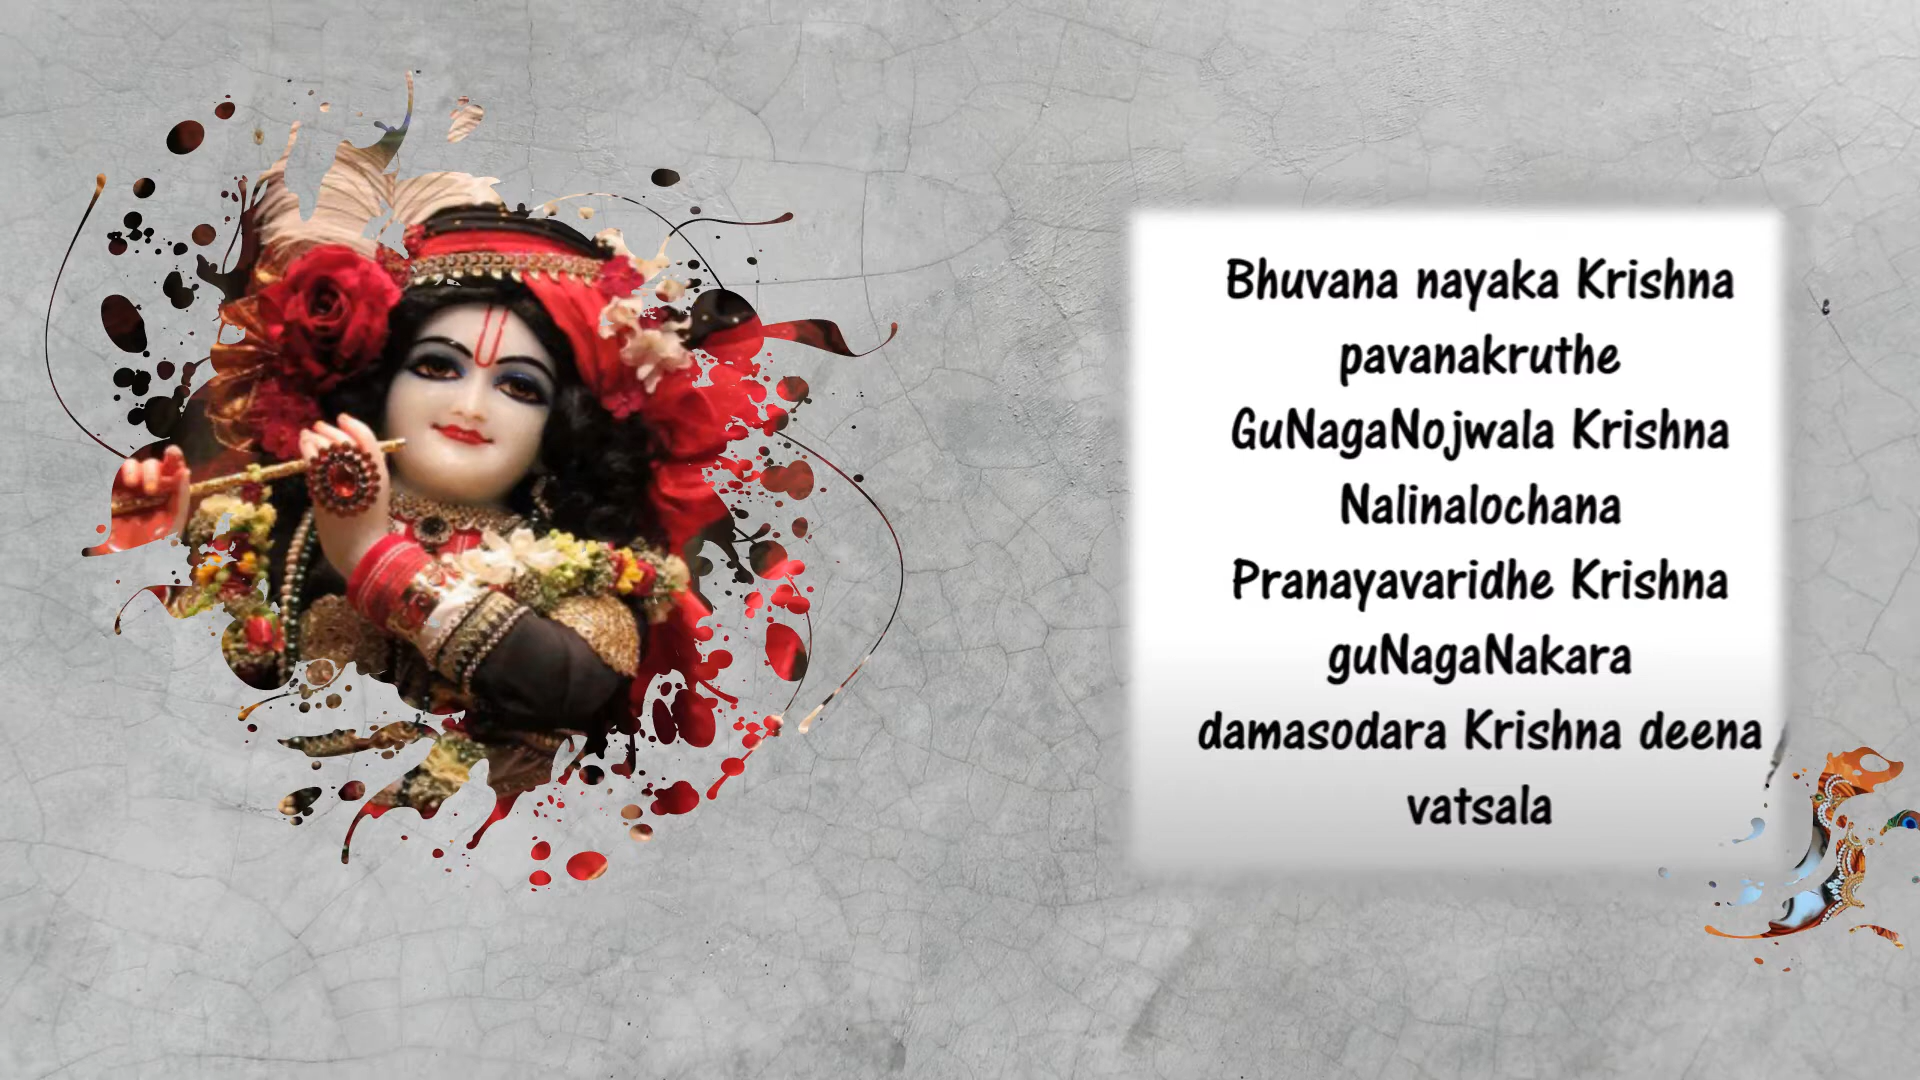 Bhuvana nayaka Krishna
pavanakruthe
GuNagaNojwala Krishna
Nalinalochana
Pranayavaridhe Krishna
guNagaNakara
damasodara Krishna deena
vatsala